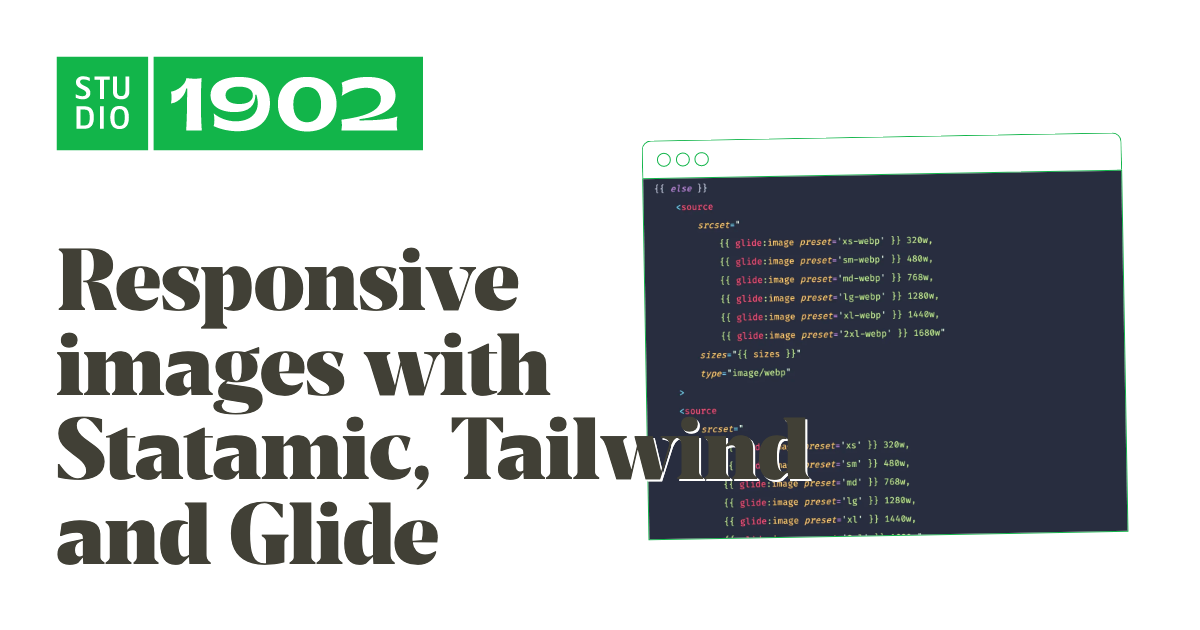 STU
DIO
1902
Responsive
images with
Statamic, Tailwind
and Glide
{{ else }}
<source
srcset="
{{ glide:image preset='xs-webp' }} 320w,
{{ glide:image preset='sm-webp' }} 480w,
{{ glide:image preset='md-webp' }} 768w,
{{ glide:image preset='lg-webp' }} 1280w,
{{ glide:image preset='xl-webp' }} 1440w,
{{ glide:image preset='2xl-webp' }} 1680w"
sizes="{{ sizes }}"
type="image/webp"
>
<source
srcset="
preset='xs' }} 320w,
preset='sm' }} 480w,
{{ glide:image preset='md' }} 768w,
{{ glide:image preset='lg' }} 1280w,
{{ glide:image preset='xl' }} 1440w,